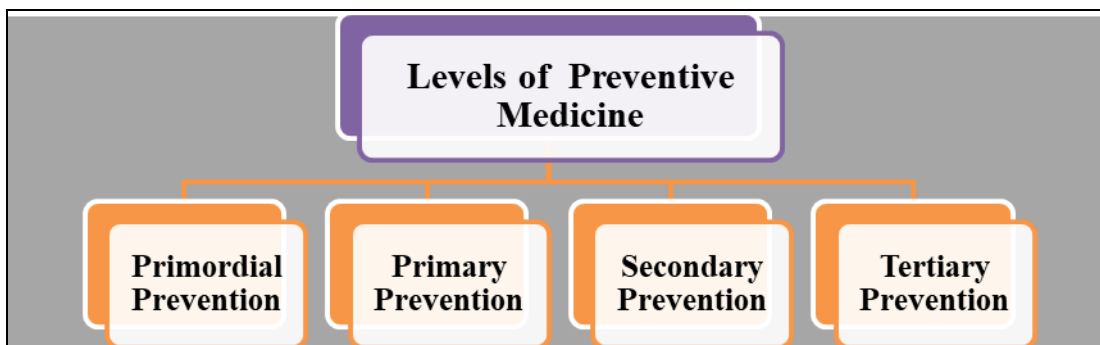 Levels of Preventive
Medicine
Primordial
Prevention
Primary
Prevention
Secondary
Prevention
Tertiary
Prevention